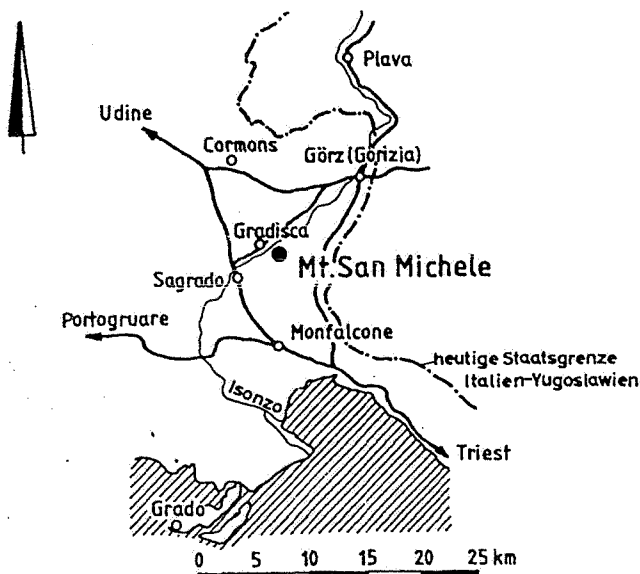 Plava
Udine
Cormons
Görz (Gorizia)
Gradisca
Mt. San Michele
Sagrado
Portogruare
Monfalcone
heutige Staatsgrenze
Italien-Yugoslawien
Isonzo
Triest
Grado
0 5 10 15 20 25 km